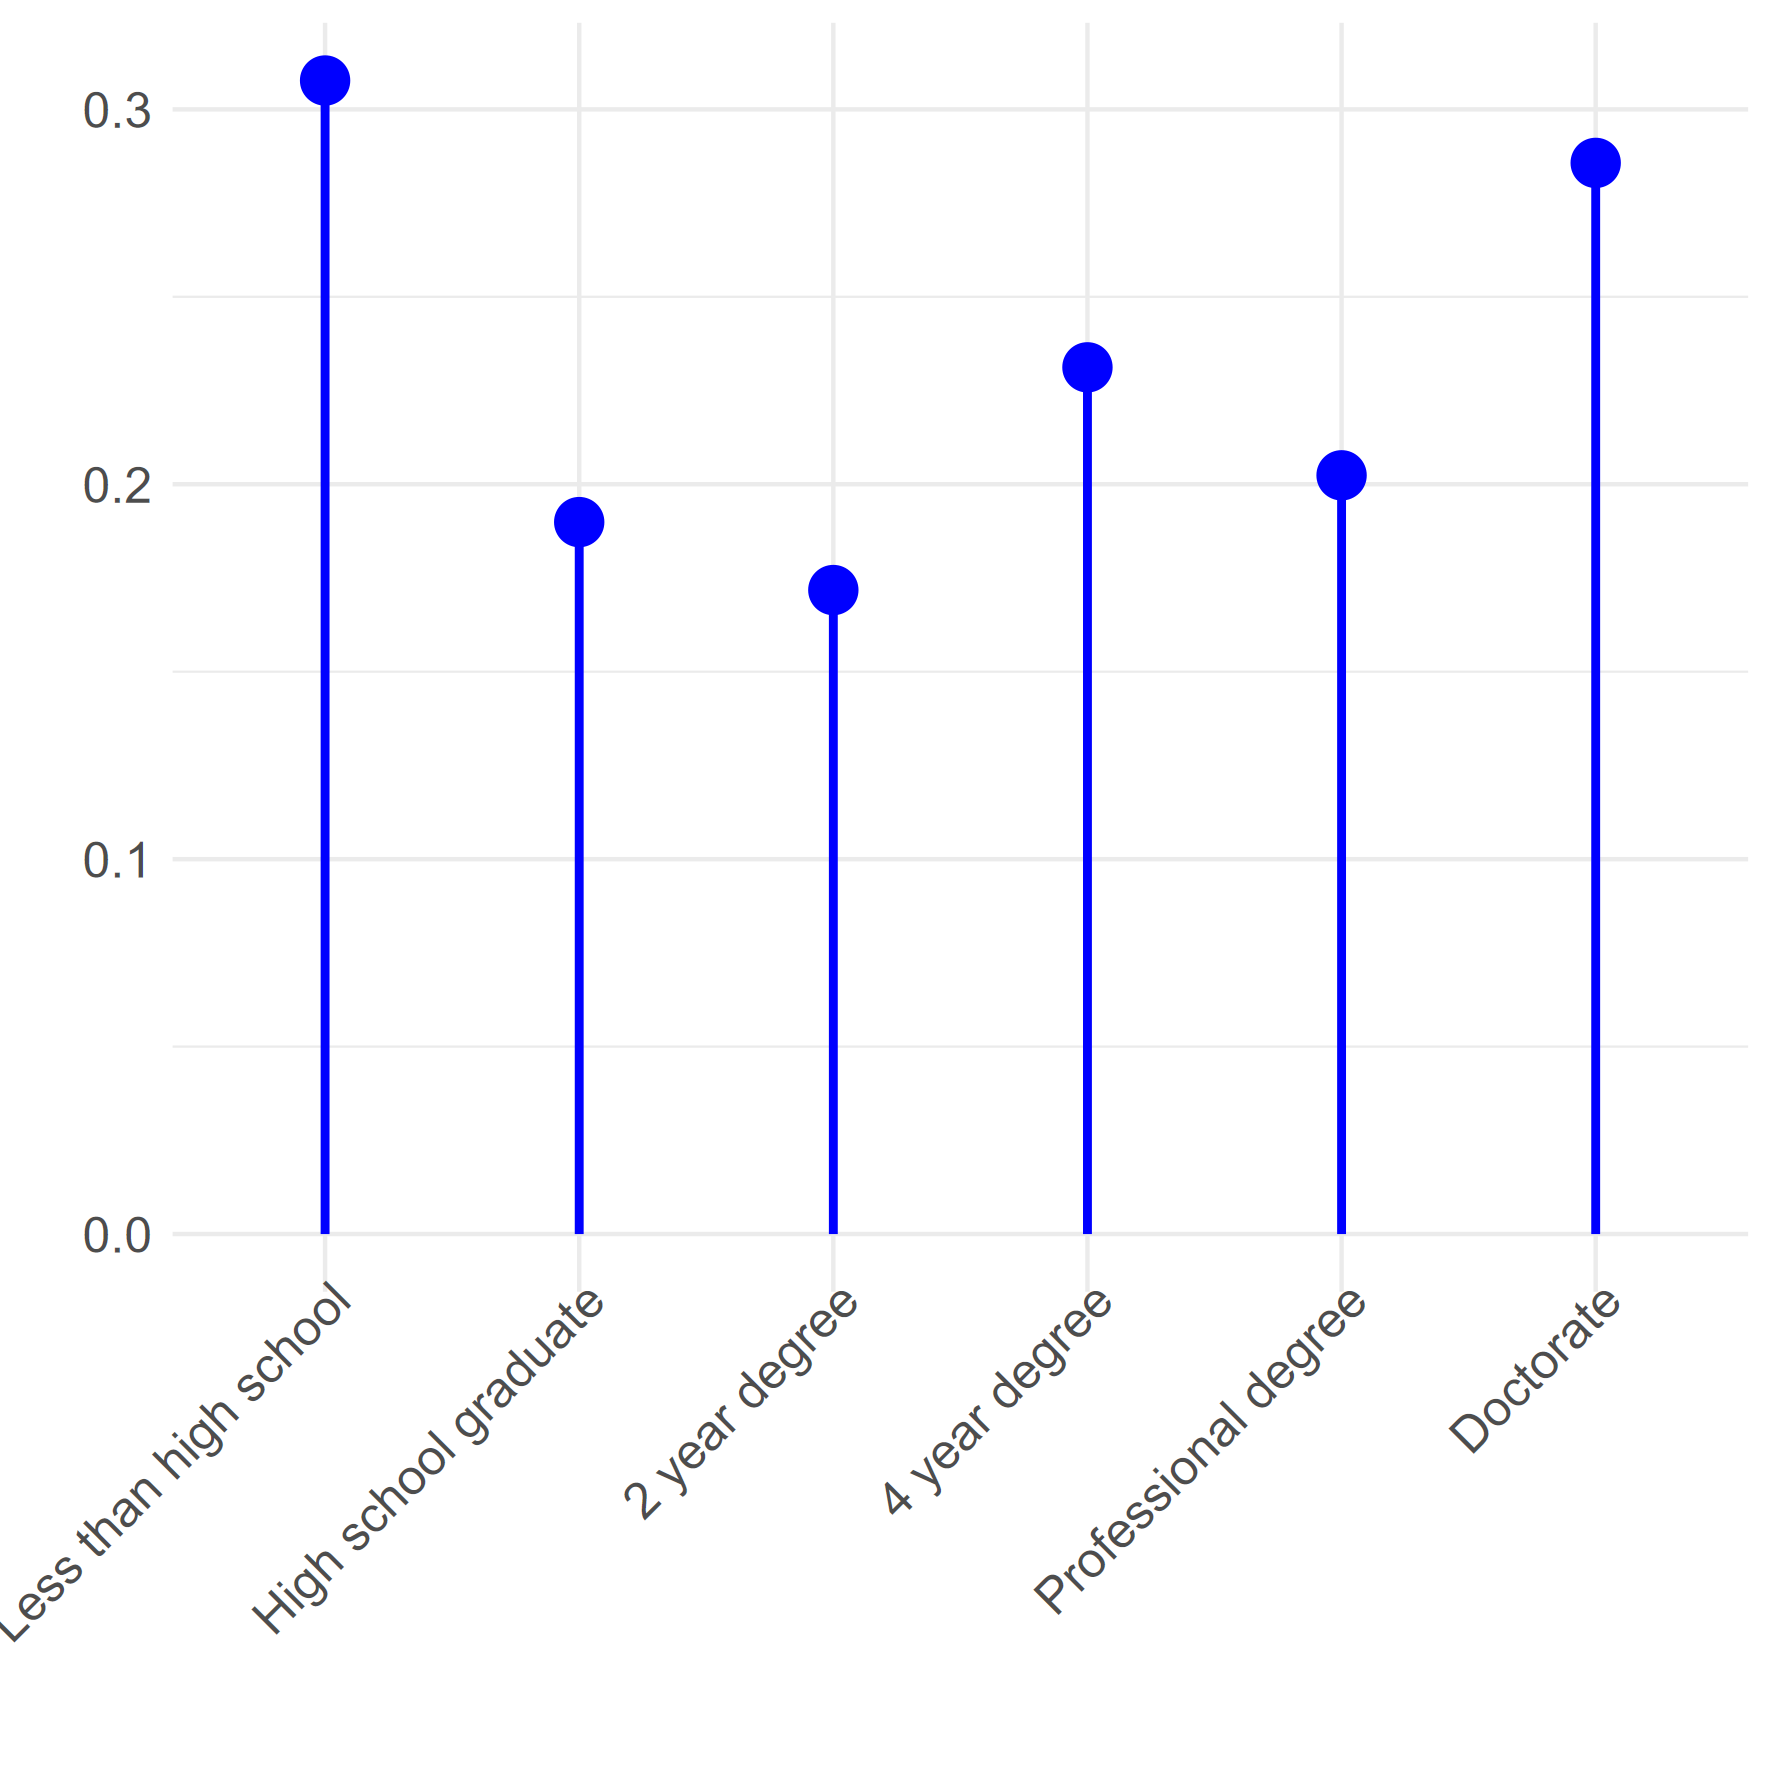 0.3
0.2
0.1
0.0
Less than high school
High school graduate
2 year degree
4 year degree
Professional degree
Doctorate